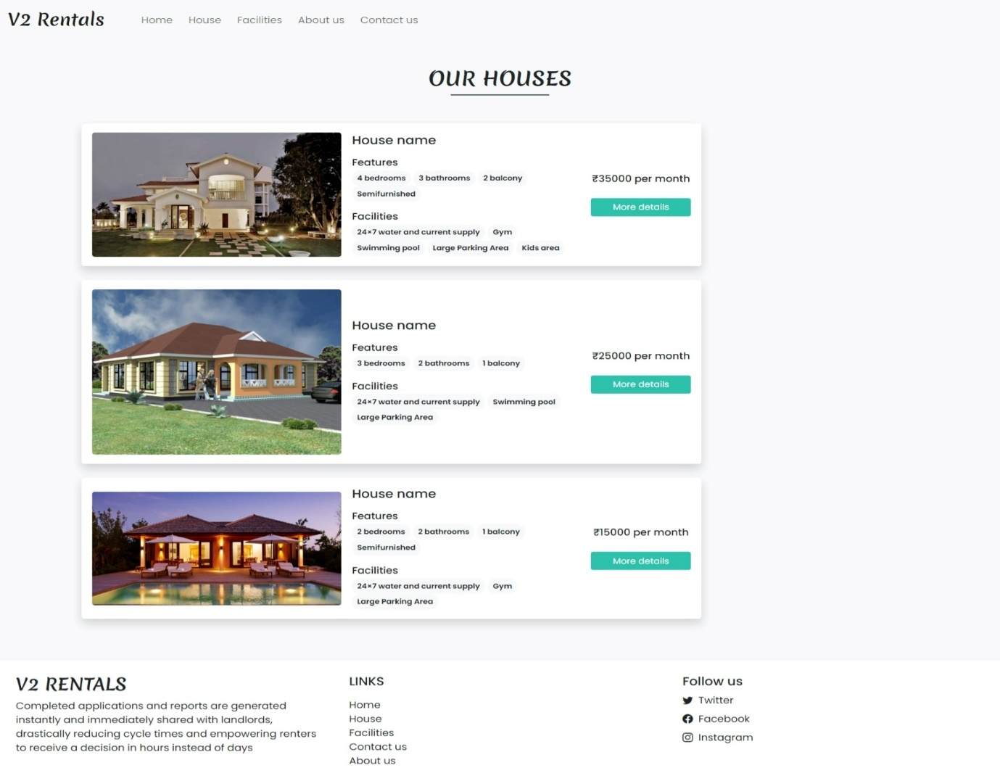 V2 Rentals Home House Facilities About us Contact us
OUR HOUSES
House name
Features
4 bedrooms 3 bathrooms 2 balcony
Semifurnished
Facilities
24×7 water and current supply Gym
Swimming pool Large Parking Area Kids area
₹35000 per month
More details
House name
Features
3 bedrooms 2 bathrooms 1 balcony
Facilities
24×7 water and current supply Swimming pool
Large Parking Area
₹25000 per month
More details
House name
Features
2 bedrooms 2 bathrooms 1 balcony
Semifurnished
Facilities
24×7 water and current supply Gym
Large Parking Area
₹15000 per month
More details
V2 RENTALS
Completed applications and reports are generated
instantly and immediately shared with landlords,
drastically reducing cycle times and empowering renters
to receive a decision in hours instead of days
LINKS
Home
House
Facilities
Contact us
About us
Follow us
Twitter
Facebook
Instagram